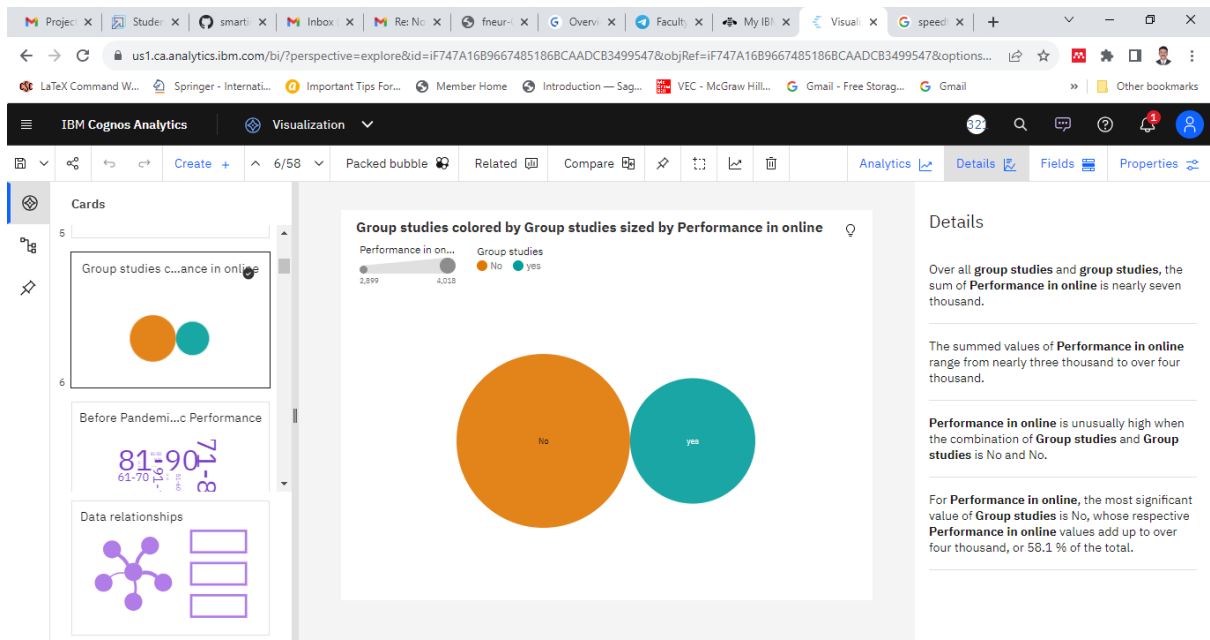 Project
Studer
smarti
Inbox
Re: No
fneur-
Overvi
Faculty
My IBM
Visuali
speed
us1.ca.analytics.ibm.com/bi/?perspective=explore&id=iF747A16B9667485186BCAADCB3499547&objRef=iF747A16B9667485186BCAADCB3499547&options...
LaTeX Command W...
Springer - Internati...
Important Tips For...
Member Home
Introduction — Sag...
VEC - McGraw Hill...
Gmail - Free Storag...
Gmail
»
Other bookmarks
IBM Cognos Analytics
Visualization
321
1
Create +
6/58
Packed bubble
Related
Compare
Analytics
Details
Fields
Properties
Cards
5
Group studies c...ance in online
6
Before Pandemi...c Performance
81-90
61-70
71-8
Data relationships
Group studies colored by Group studies sized by Performance in online
Performance in on...
2,899
4,018
Group studies
No
yes
No
yes
Details
Over all group studies and group studies, the
sum of Performance in online is nearly seven
thousand.
The summed values of Performance in online
range from nearly three thousand to over four
thousand.
Performance in online is unusually high when
the combination of Group studies and Group
studies is No and No.
For Performance in online, the most significant
value of Group studies is No, whose respective
Performance in online values add up to over
four thousand, or 58.1 % of the total.